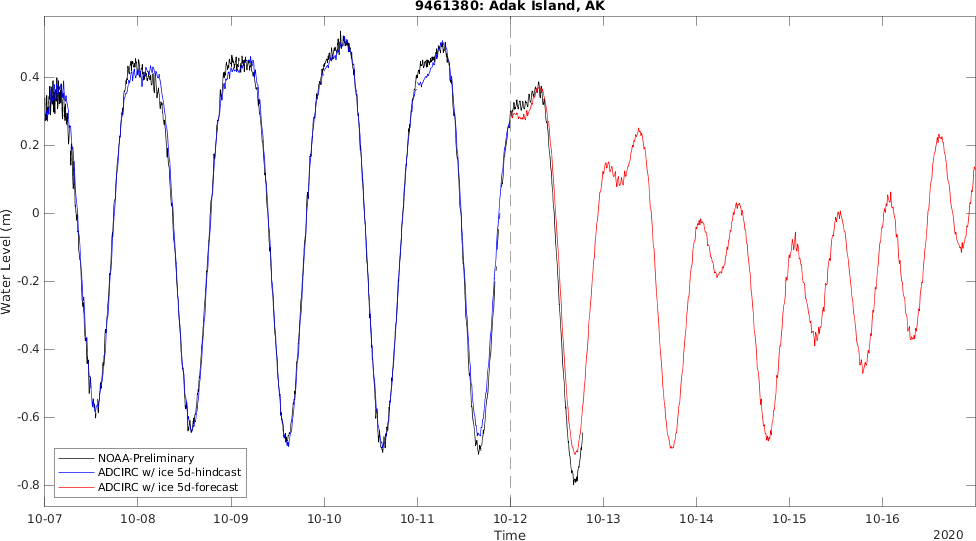 9461380: Adak Island, AK
Water Level (m)
0.4
0.2
0
-0.2
-0.4
-0.6
-0.8
NOAA-Preliminary
ADCIRC w/ ice 5d-hindcast
ADCIRC w/ ice 5d-forecast
10-07 10-08 10-09 10-10 10-11 10-12 10-13 10-14 10-15 10-16
Time
2020